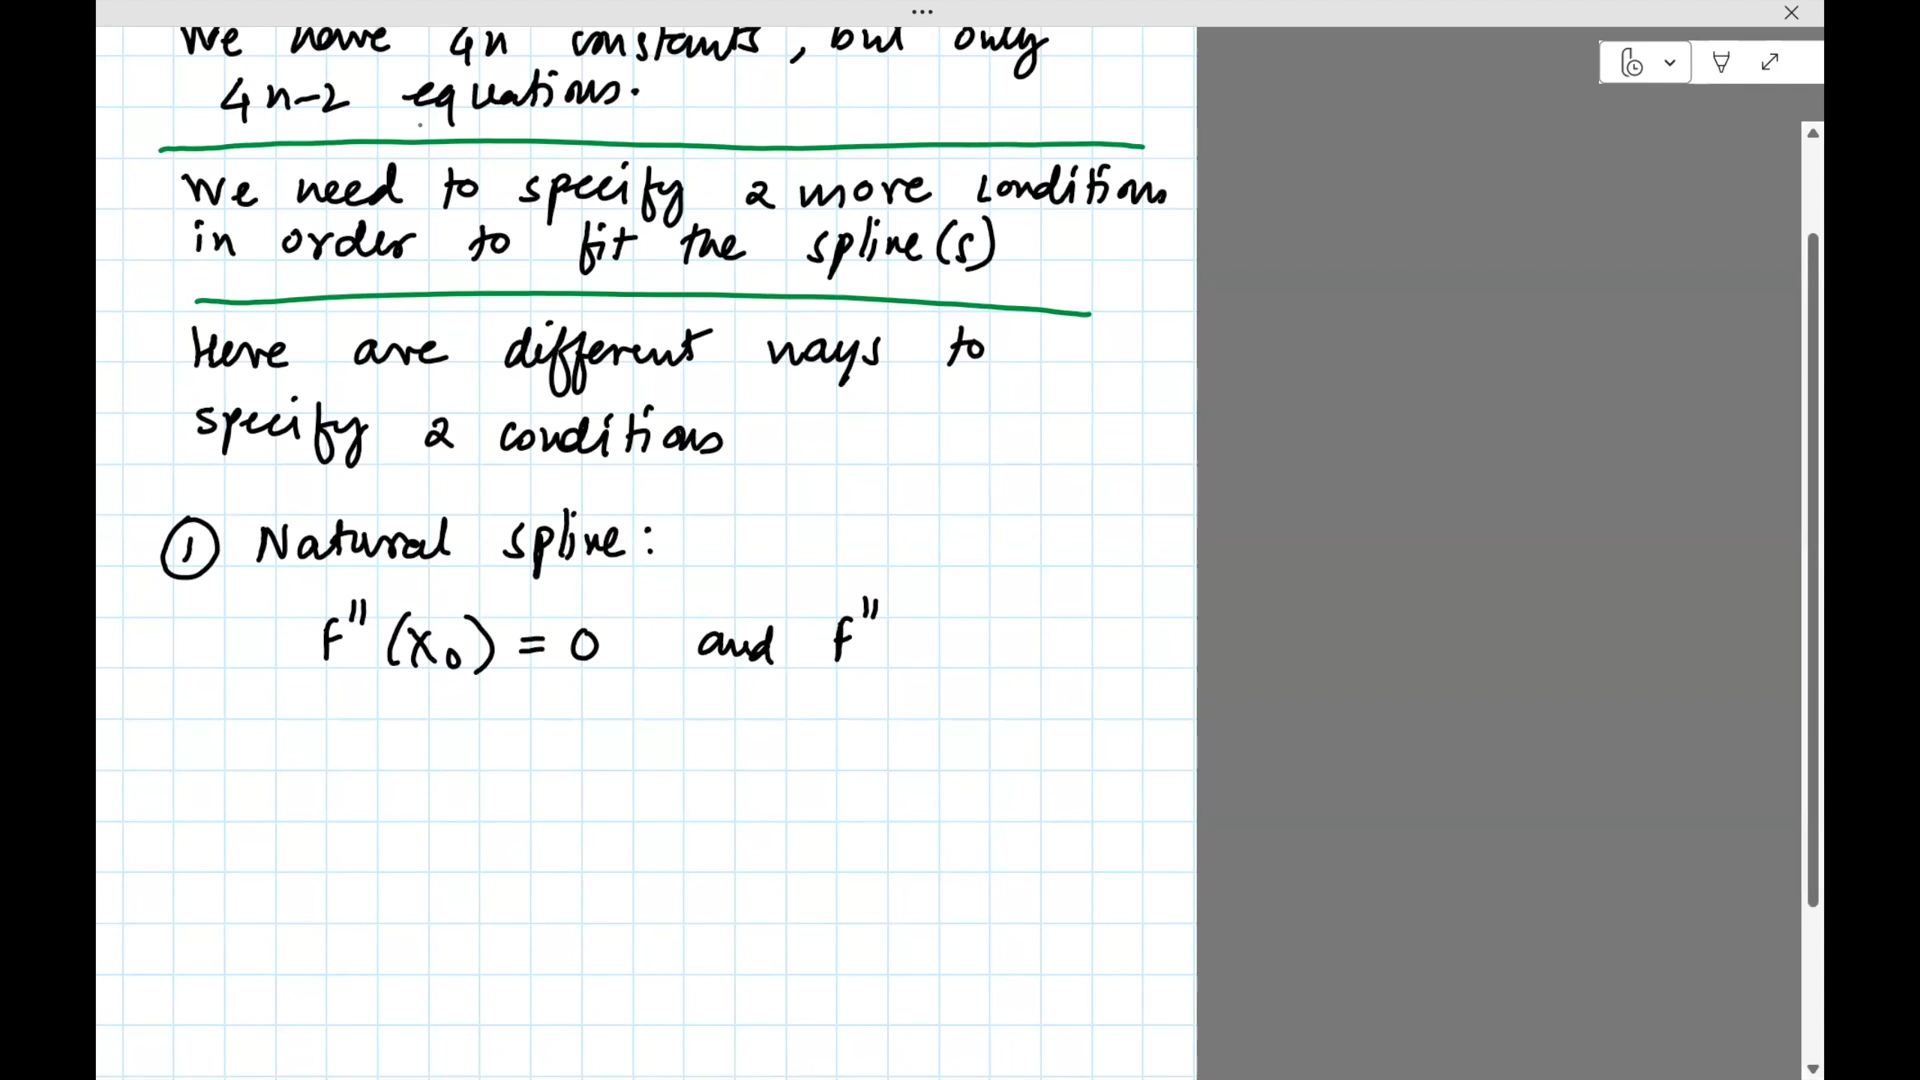 We have 4n constants, but only
4n-2 equations.
We need to specify 2 more conditions
in order to fit the spline(s)
Here are different ways to
specify 2 conditions
① Natural spline:
f''(x₀) = 0 and f''